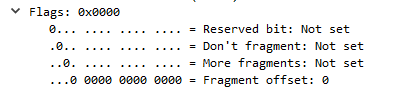 Flags: 0x0000
0... .... .... .... = Reserved bit: Not set
.0.. .... .... .... = Don't fragment: Not set
..0. .... .... .... = More fragments: Not set
...0 0000 0000 0000 = Fragment offset: 0